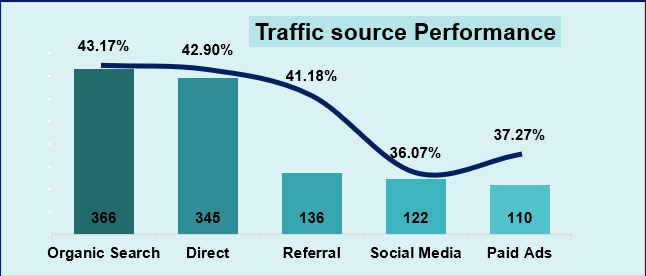 Traffic source Performance
43.17% 42.90% 41.18% 36.07% 37.27%
366 345 136 122 110
Organic Search Direct Referral Social Media Paid Ads